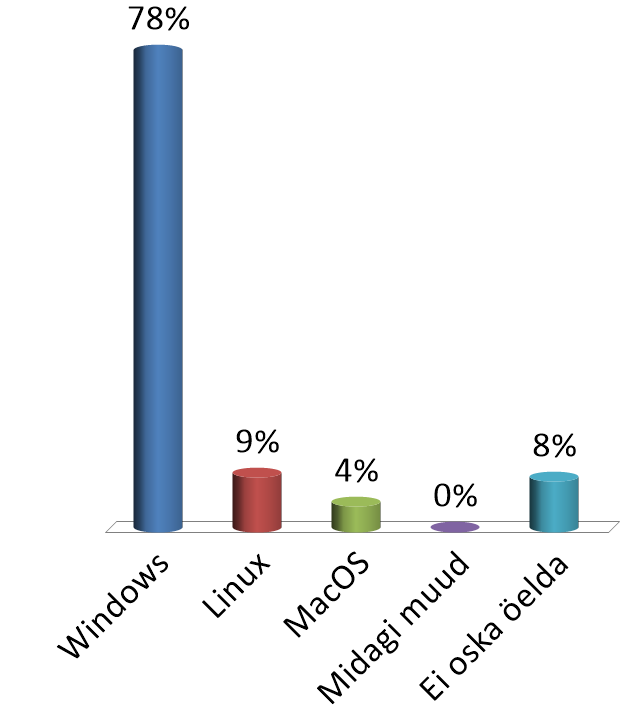 78%
9%
4%
0%
8%
Windows
Linux
MacOS
Midagi muud
Ei oska öelda